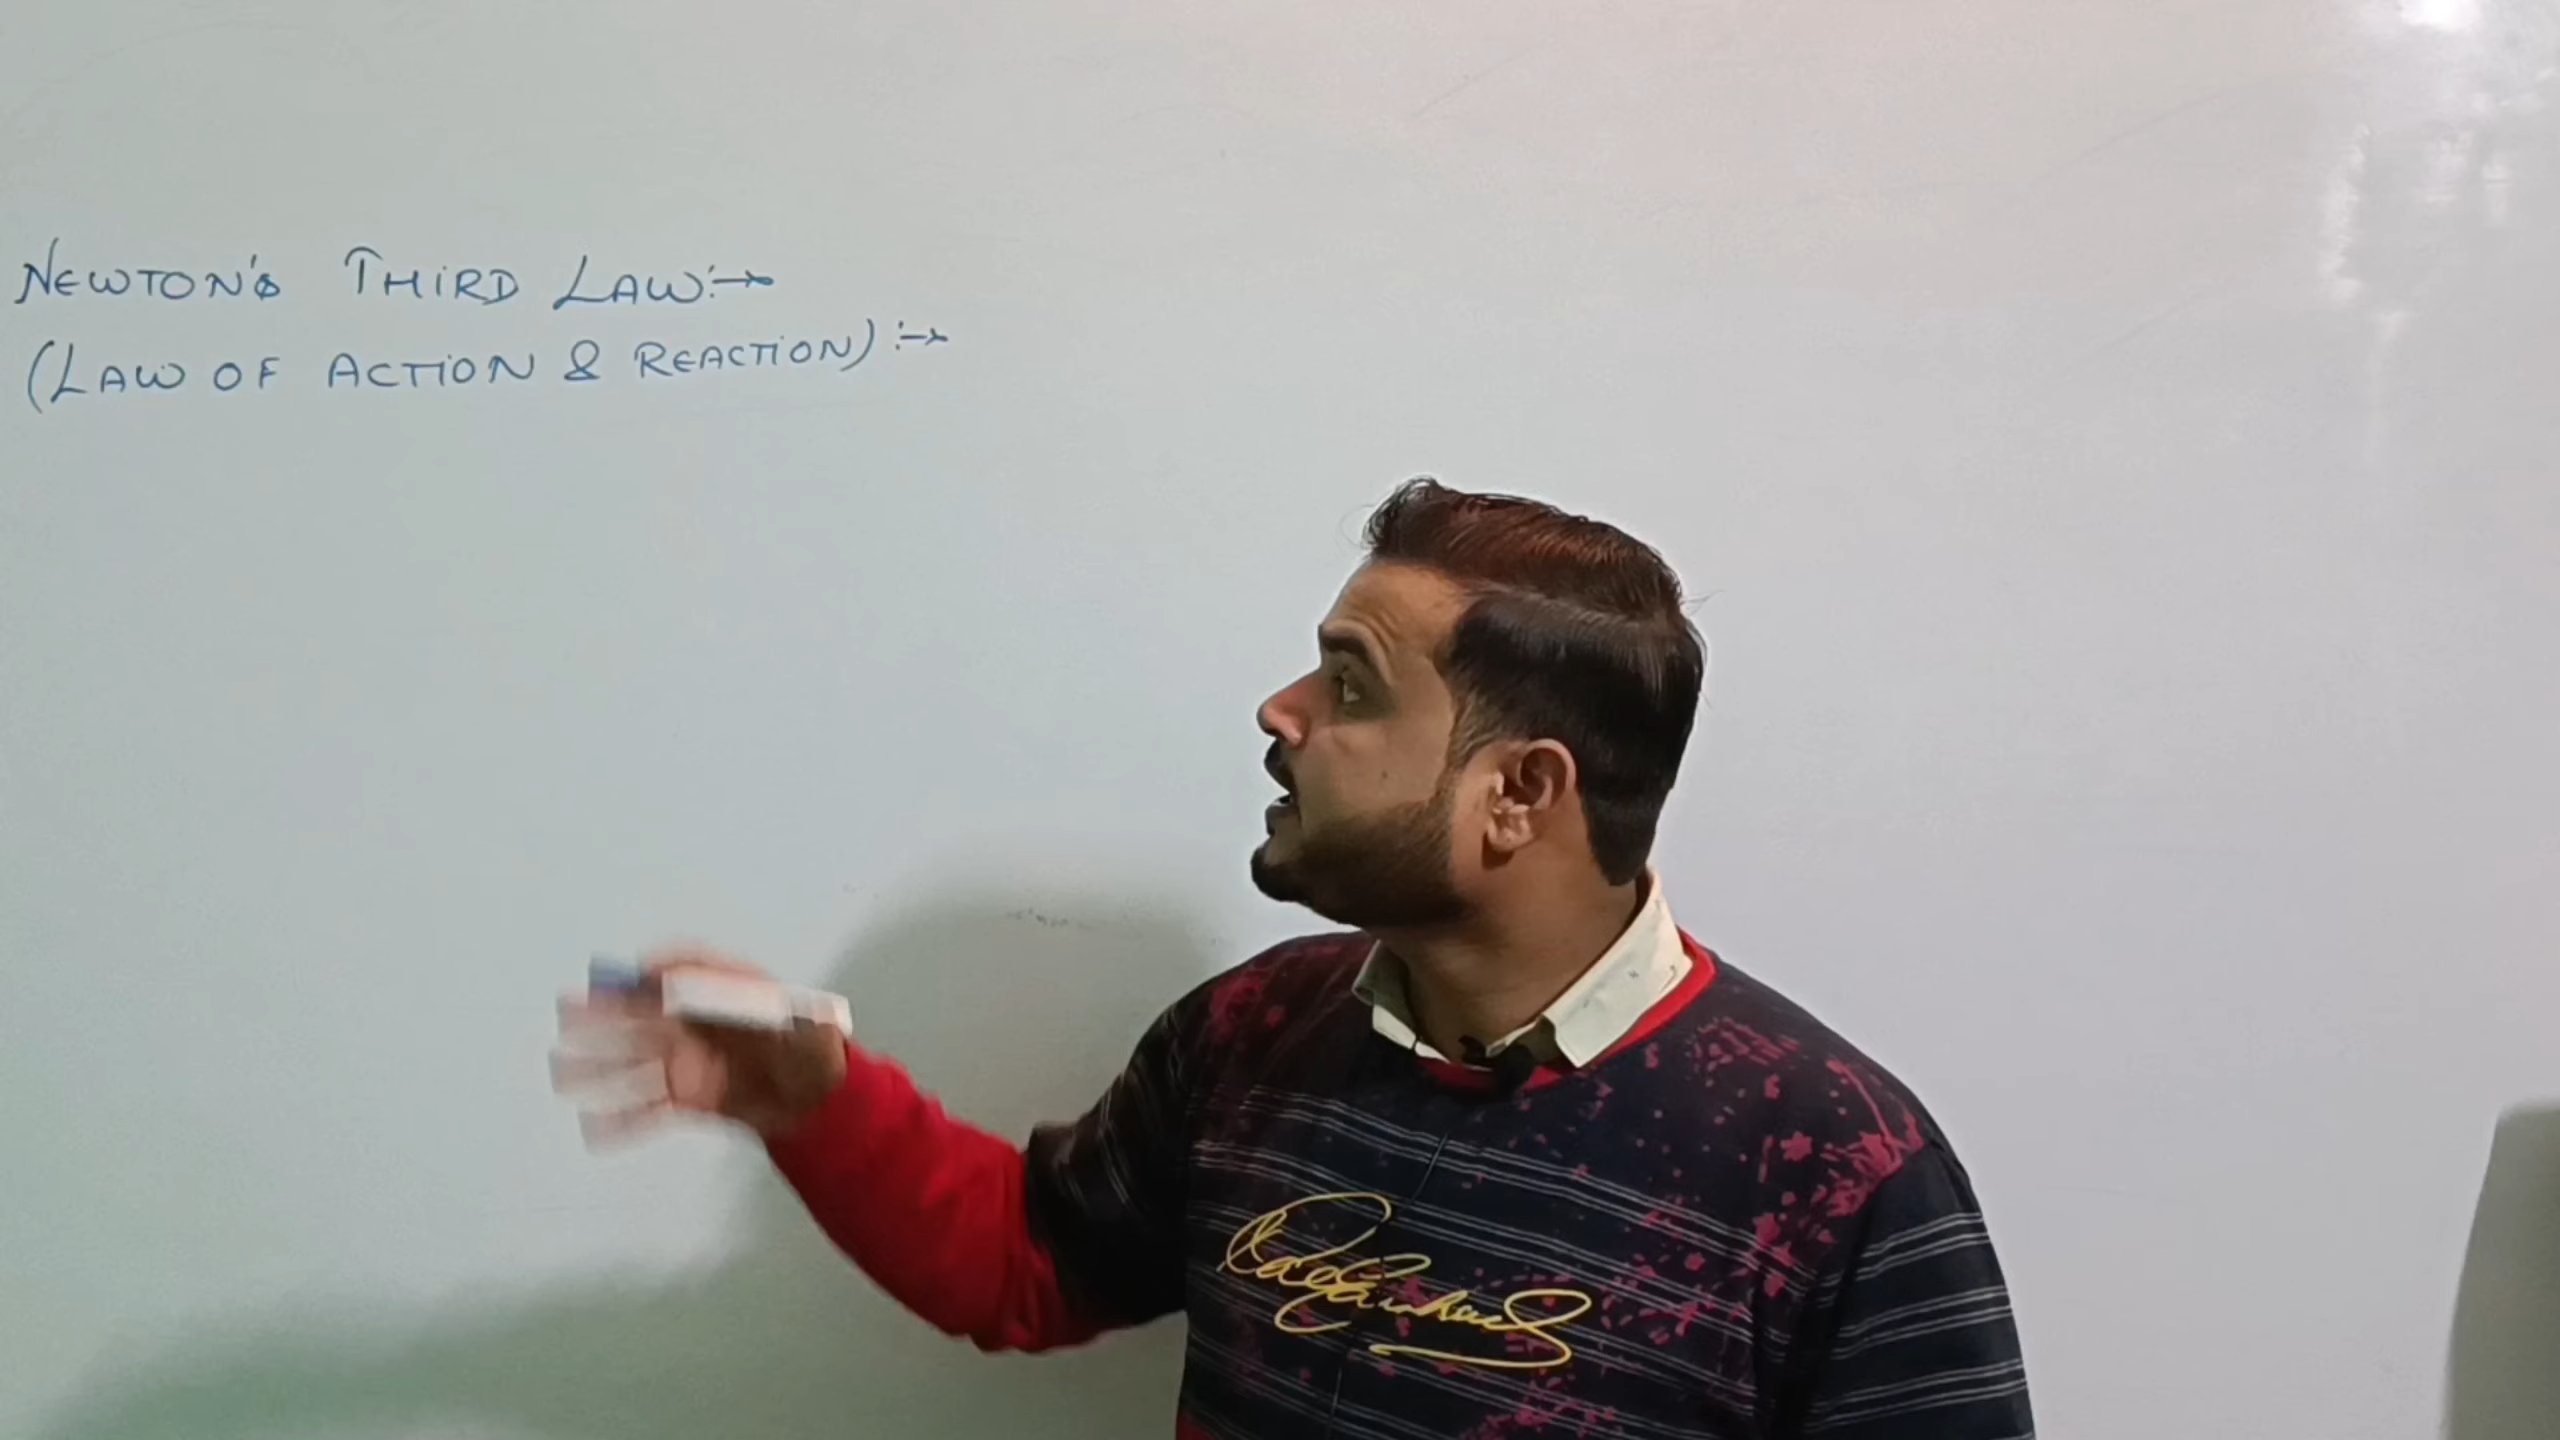 NEWTON'S THIRD LAW:→
(LAW OF ACTION & REACTION):→